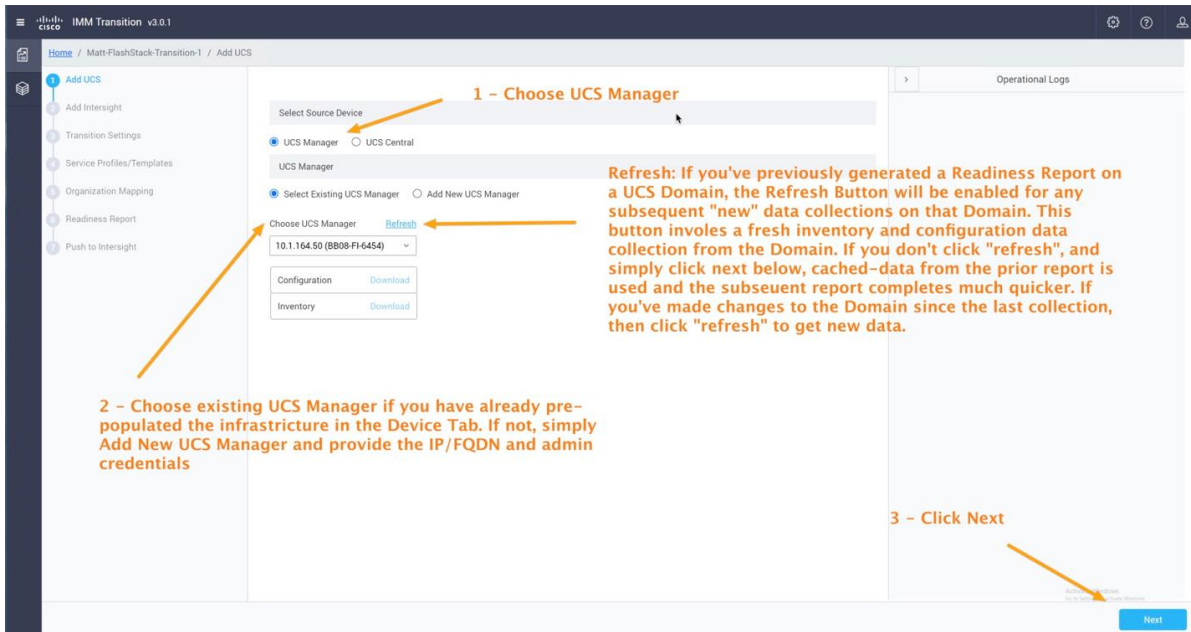 CISCO IMM Transition v3.0.1
Home / Matt-FlashStack-Transition-1 / Add UCS
1 Add UCS
2 Add Intersight
3 Transition Settings
4 Service Profiles/Templates
5 Organization Mapping
6 Readiness Report
7 Push to Intersight
1 – Choose UCS Manager
Select Source Device
UCS Manager UCS Central
UCS Manager
Select Existing UCS Manager Add New UCS Manager
Choose UCS Manager Refresh
10.1.164.50 (BB08-FI-6454)
Configuration Download
Inventory Download
Refresh: If you've previously generated a Readiness Report on
a UCS Domain, the Refresh Button will be enabled for any
subsequent "new" data collections on that Domain. This
button involes a fresh inventory and configuration data
collection from the Domain. If you don't click "refresh", and
simply click next below, cached-data from the prior report is
used and the subseuent report completes much quicker. If
you've made changes to the Domain since the last collection,
then click "refresh" to get new data.
2 – Choose existing UCS Manager if you have already pre-
populated the infrastricture in the Device Tab. If not, simply
Add New UCS Manager and provide the IP/FQDN and admin
credentials
Operational Logs
3 – Click Next
Next